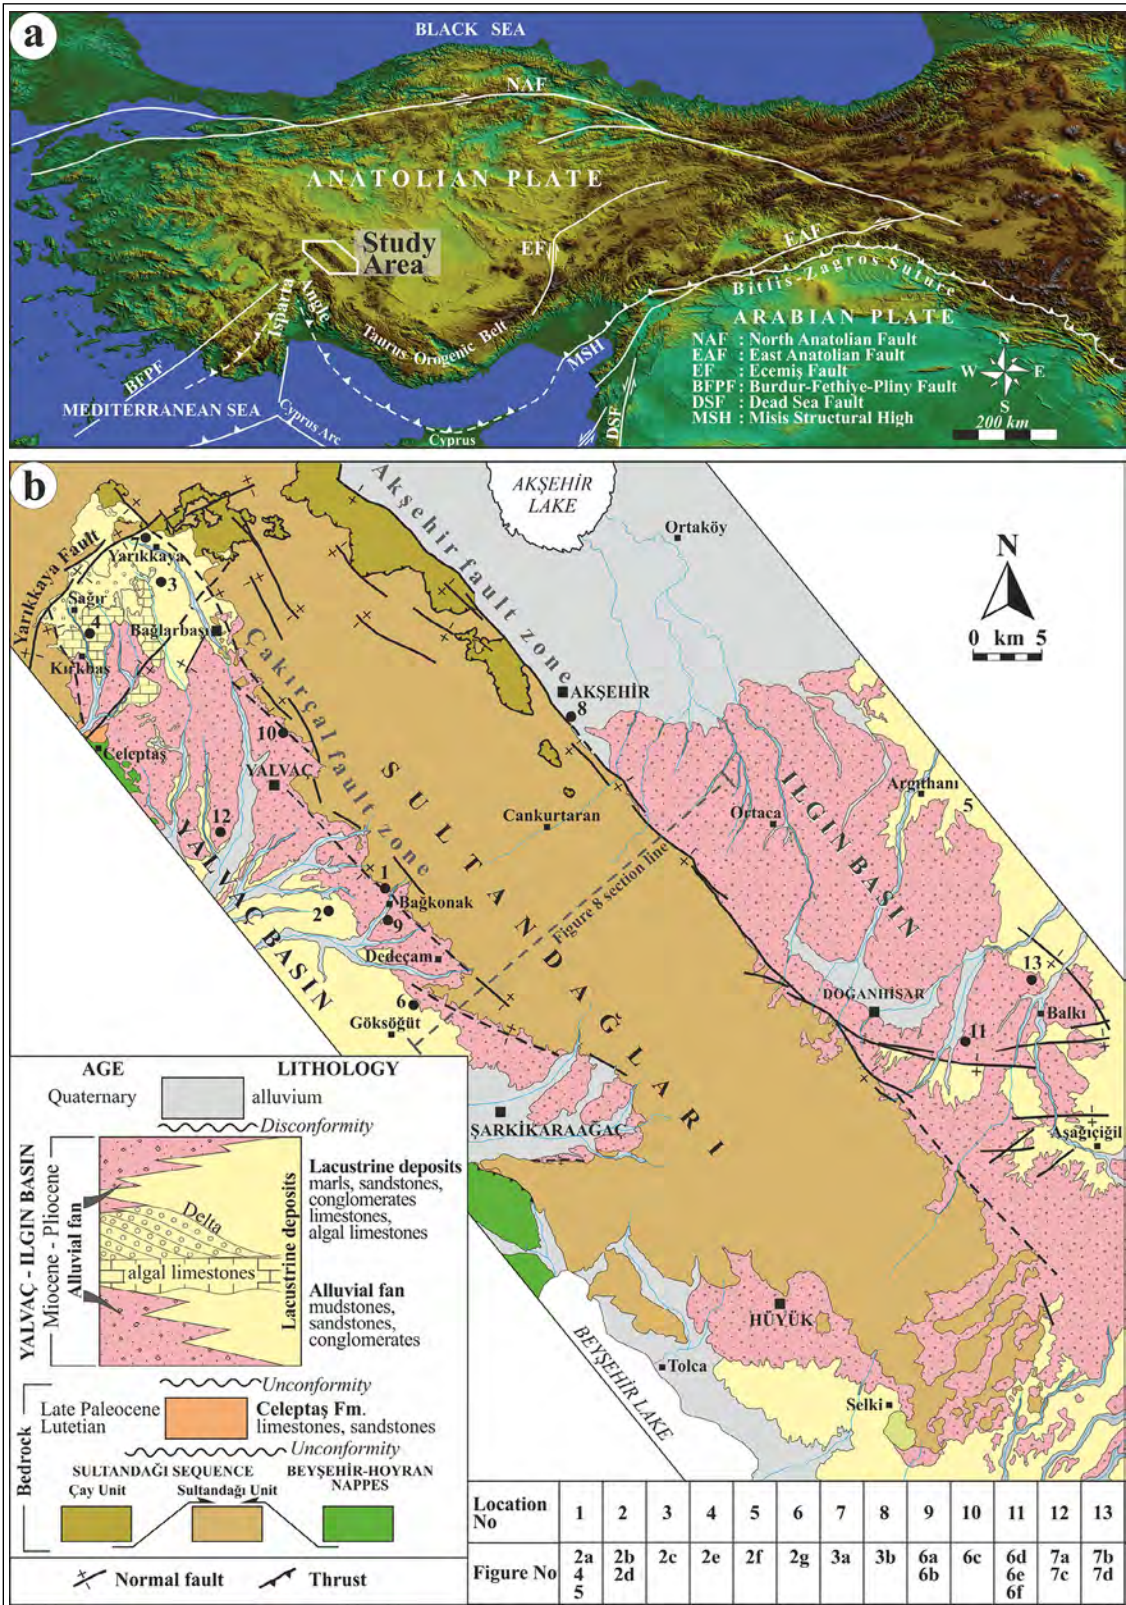 a
BLACK SEA
NAF
ANATOLIAN PLATE
Study
Area
EF
EAF
Bitlis-Zagros Suture
Isparta
Angle
Taurus Orogenic Belt
ARABIAN PLATE
MSH
BFPF
NAF : North Anatolian Fault
EAF : East Anatolian Fault
EF : Ecemiş Fault
BFPF : Burdur-Fethiye-Pliny Fault
DSF : Dead Sea Fault
MSH : Misis Structural High
N
W
E
S
200 km
MEDITERRANEAN SEA
Cyprus Arc
Cyprus
DSF
b
Akşehir fault zone
AKŞEHİR
LAKE
Ortaköy
N
0 km 5
Yarıkkaya Fault
7
Yarıkkaya
3
Sağır
4
Bağlarbaşı
Kırkbaş
Çakırçal fault zone
AKŞEHİR
8
Celeptaş
10
YALVAÇ
SULTANDAĞLARI
Cankurtaran
Ortaca
ILGIN BASIN
Argıthanı
5
12
YALVAÇ BASIN
1
Bağkonak
2
9
Dedeçam
Figure 8 section line
6
Göksöğüt
DOĞANHİSAR
13
Balkı
11
ŞARKİKARAAĞAÇ
Aşağıçiğil
HÜYÜK
BEYŞEHİR LAKE
Tolca
Selki
AGE
LITHOLOGY
Quaternary
alluvium
Disconformity
YALVAÇ - ILGIN BASIN
Miocene - Pliocene
Alluvial fan
Delta
algal limestones
Lacustrine deposits
Lacustrine deposits
marls, sandstones,
conglomerates
limestones,
algal limestones
Alluvial fan
mudstones,
sandstones,
conglomerates
Unconformity
Bedrock
Late Paleocene
Lutetian
Celeptaş Fm.
limestones, sandstones
Unconformity
SULTANDAĞI SEQUENCE
Çay Unit
Sultandağı Unit
BEYŞEHİR-HOYRAN
NAPPES
Normal fault
Thrust
Location No 1 2 3 4 5 6 7 8 9 10 11 12 13
Figure No 2a 4 5 2b 2d 2c 2e 2f 2g 3a 3b 6a 6b 6c 6d 6e 6f 7a 7c 7b 7d